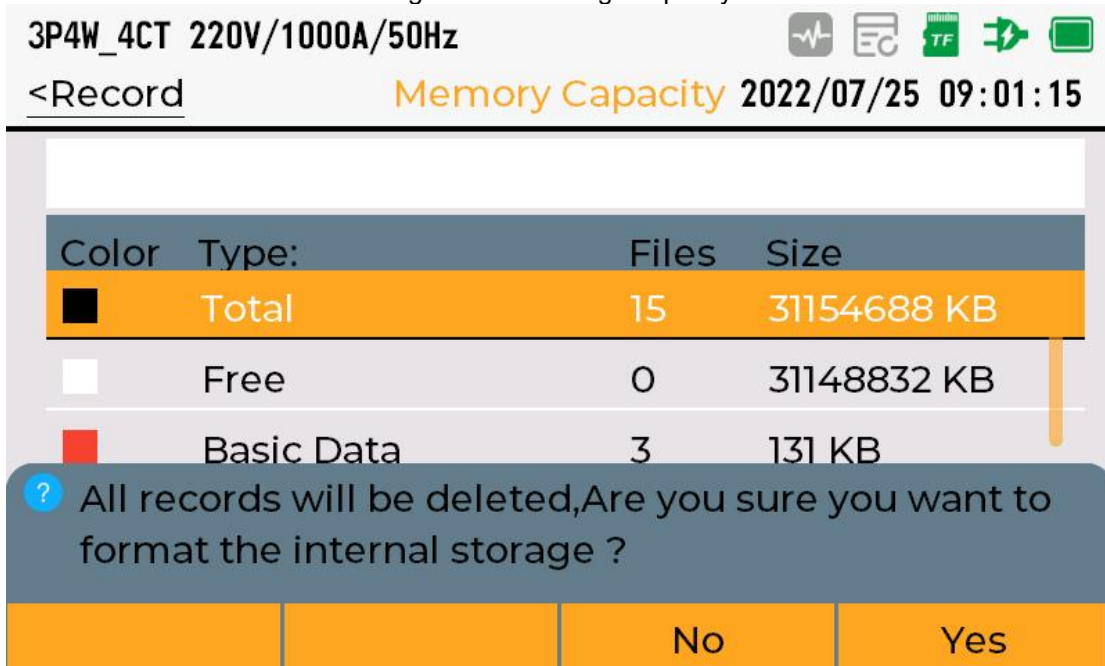 3P4W_4CT 220V/1000A/50Hz TF
<Record Memory Capacity 2022/07/25 09:01:15
Color Type: Files Size
Total 15 31154688 KB
Free 0 31148832 KB
Basic Data 3 131 KB
? All records will be deleted,Are you sure you want to
format the internal storage ?
No Yes